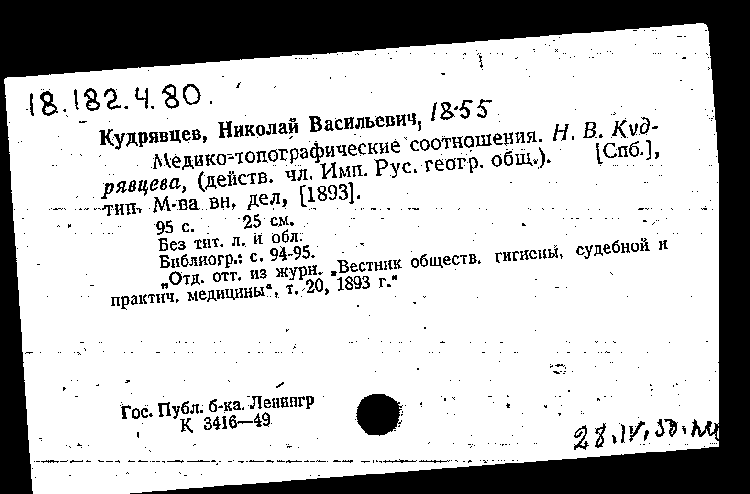 18.182.4.80.
Кудрявцев, Николай Васильевич, 1855
Медико-топографические соотношения. Н. В. Куд-
рявцева, (действ. чл. Имп. Рус. геогр. общ.). [Спб.],
тип. М-ва вн. дел, [1893].
95 с. 25 см.
Без тит. л. и обл.
Библиогр.: с. 94-95.
„Отд. отт. из журн. „Вестник обществ. гигиены, судебной и
практич. медицины“, т. 20, 1893 г.“
Гос. Публ. б-ка. Ленингр
К 3416—49
28.IV.50.